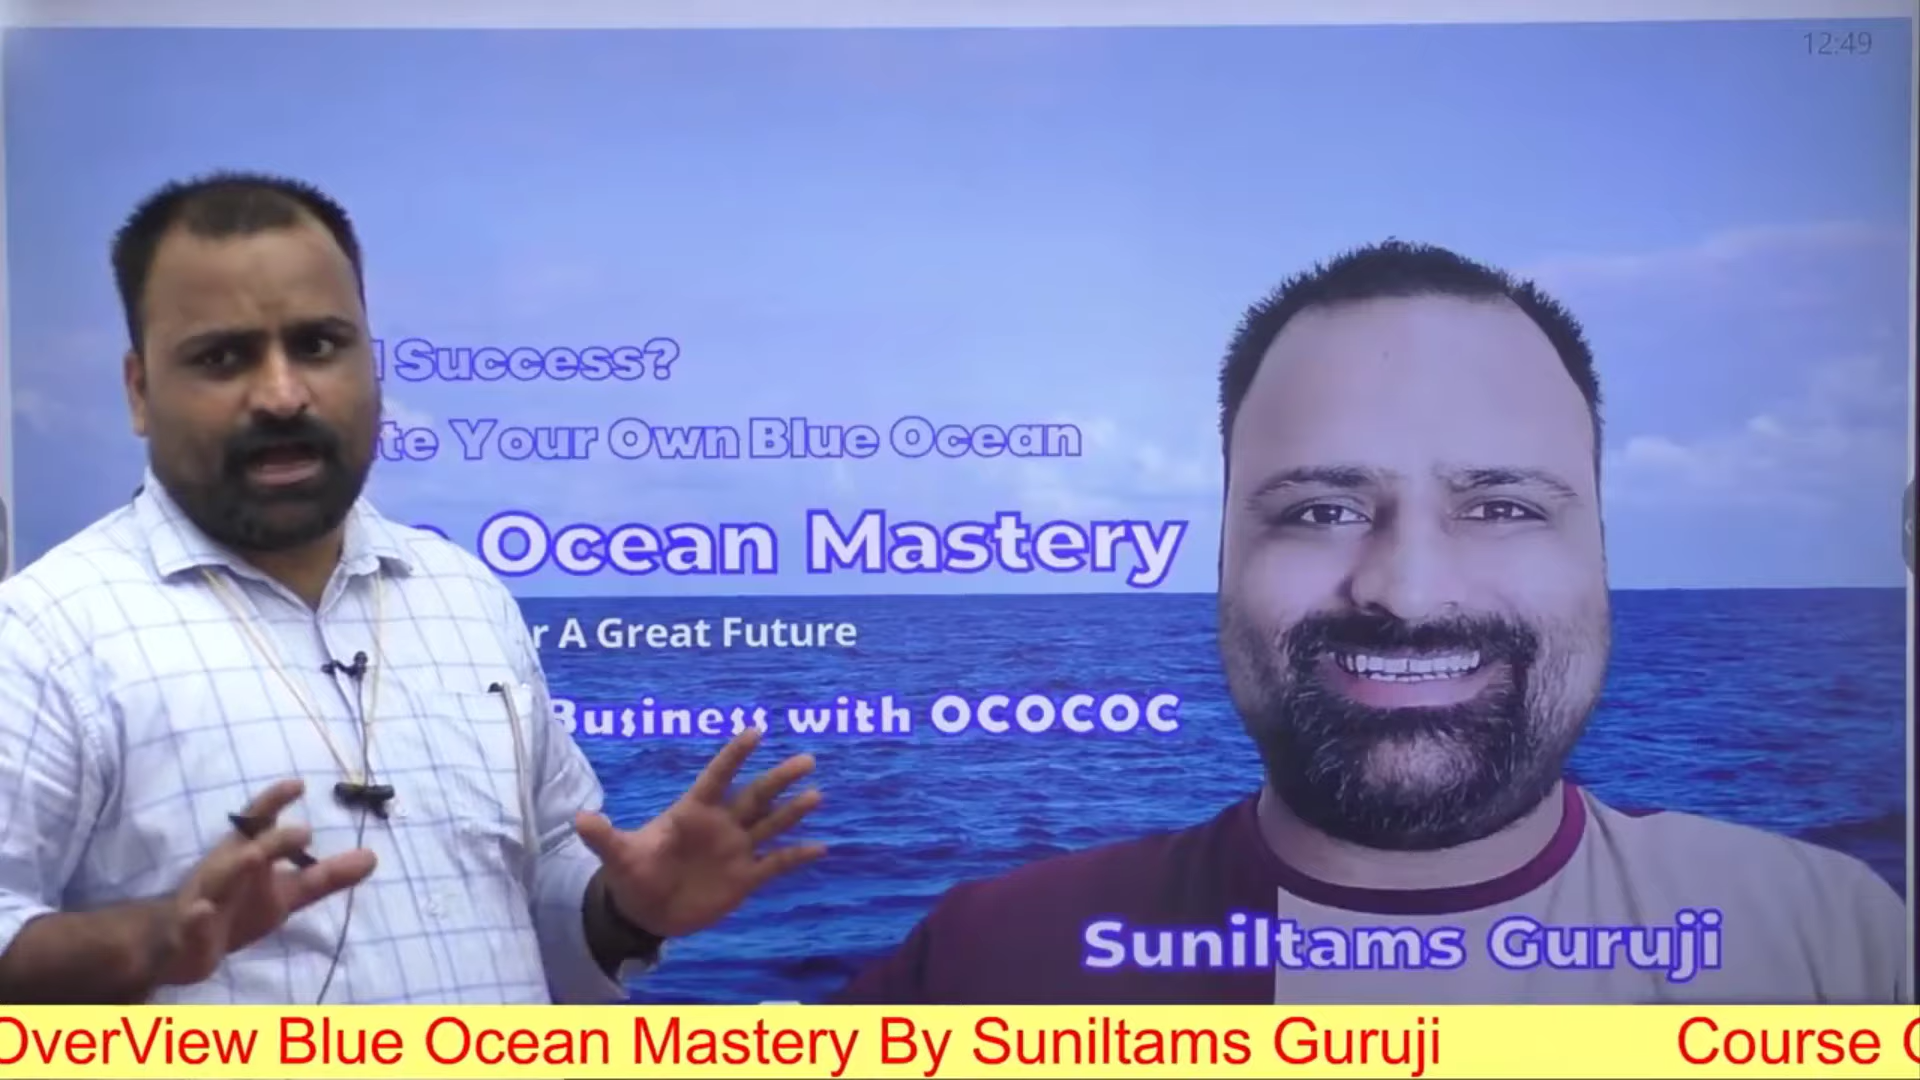 12:49
Success?
Your Own Blue Ocean
Ocean Mastery
A Great Future
Business with OCOCOC
Suniltams Guruji
OverView Blue Ocean Mastery By Suniltams Guruji Course